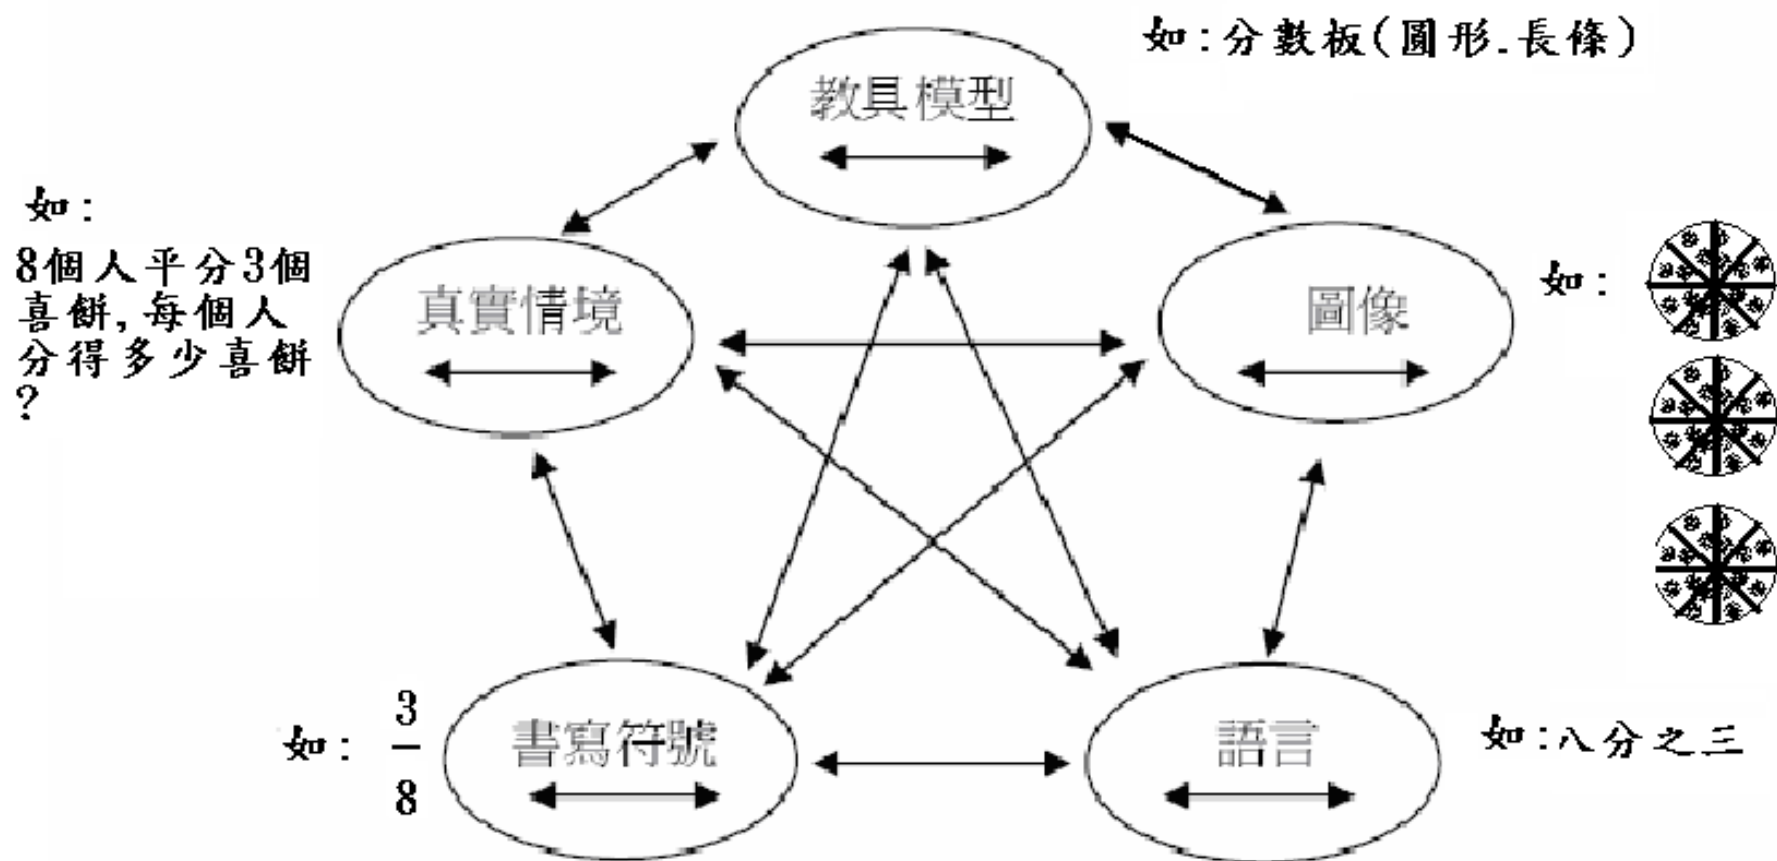 如:分數板(圓形.長條)
教具模型
如:
8個人平分3個
喜餅,每個人
分得多少喜餅
?
真實情境
圖像
如:
如: 3/8
書寫符號
語言
如:八分之三